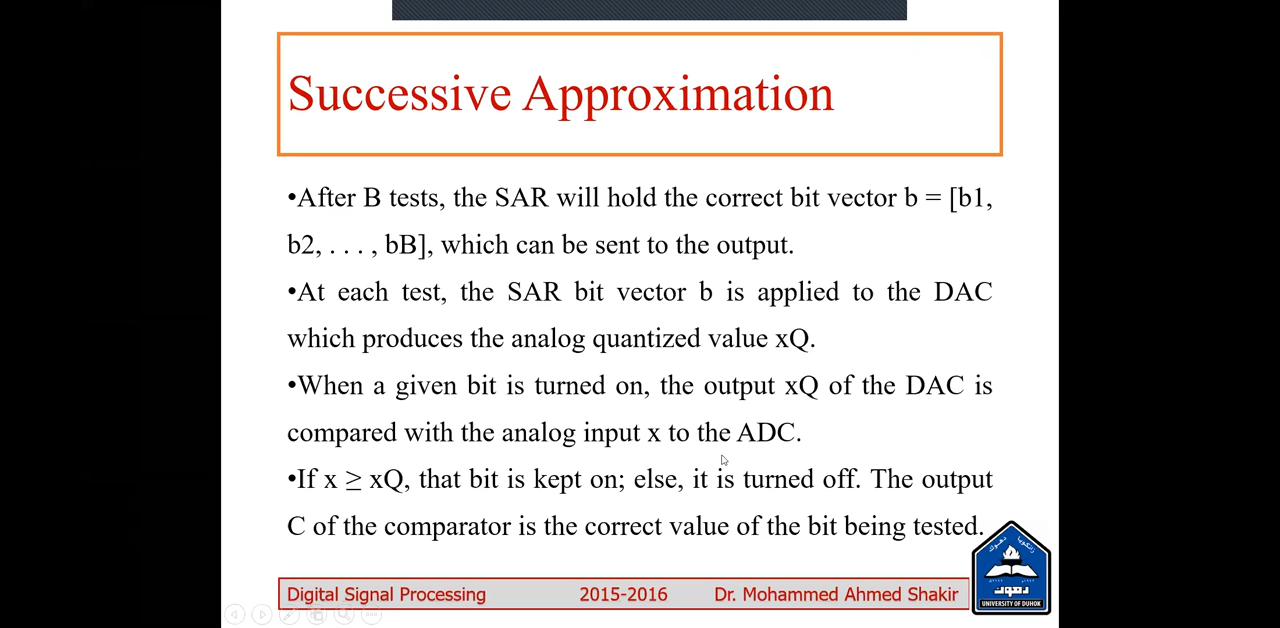 Successive Approximation
•After B tests, the SAR will hold the correct bit vector b = [b1,
b2, . . . , bB], which can be sent to the output.
•At each test, the SAR bit vector b is applied to the DAC
which produces the analog quantized value xQ.
•When a given bit is turned on, the output xQ of the DAC is
compared with the analog input x to the ADC.
•If x ≥ xQ, that bit is kept on; else, it is turned off. The output
C of the comparator is the correct value of the bit being tested.
Digital Signal Processing 2015-2016 Dr. Mohammed Ahmed Shakir
UNIVERSITY OF DUHOK